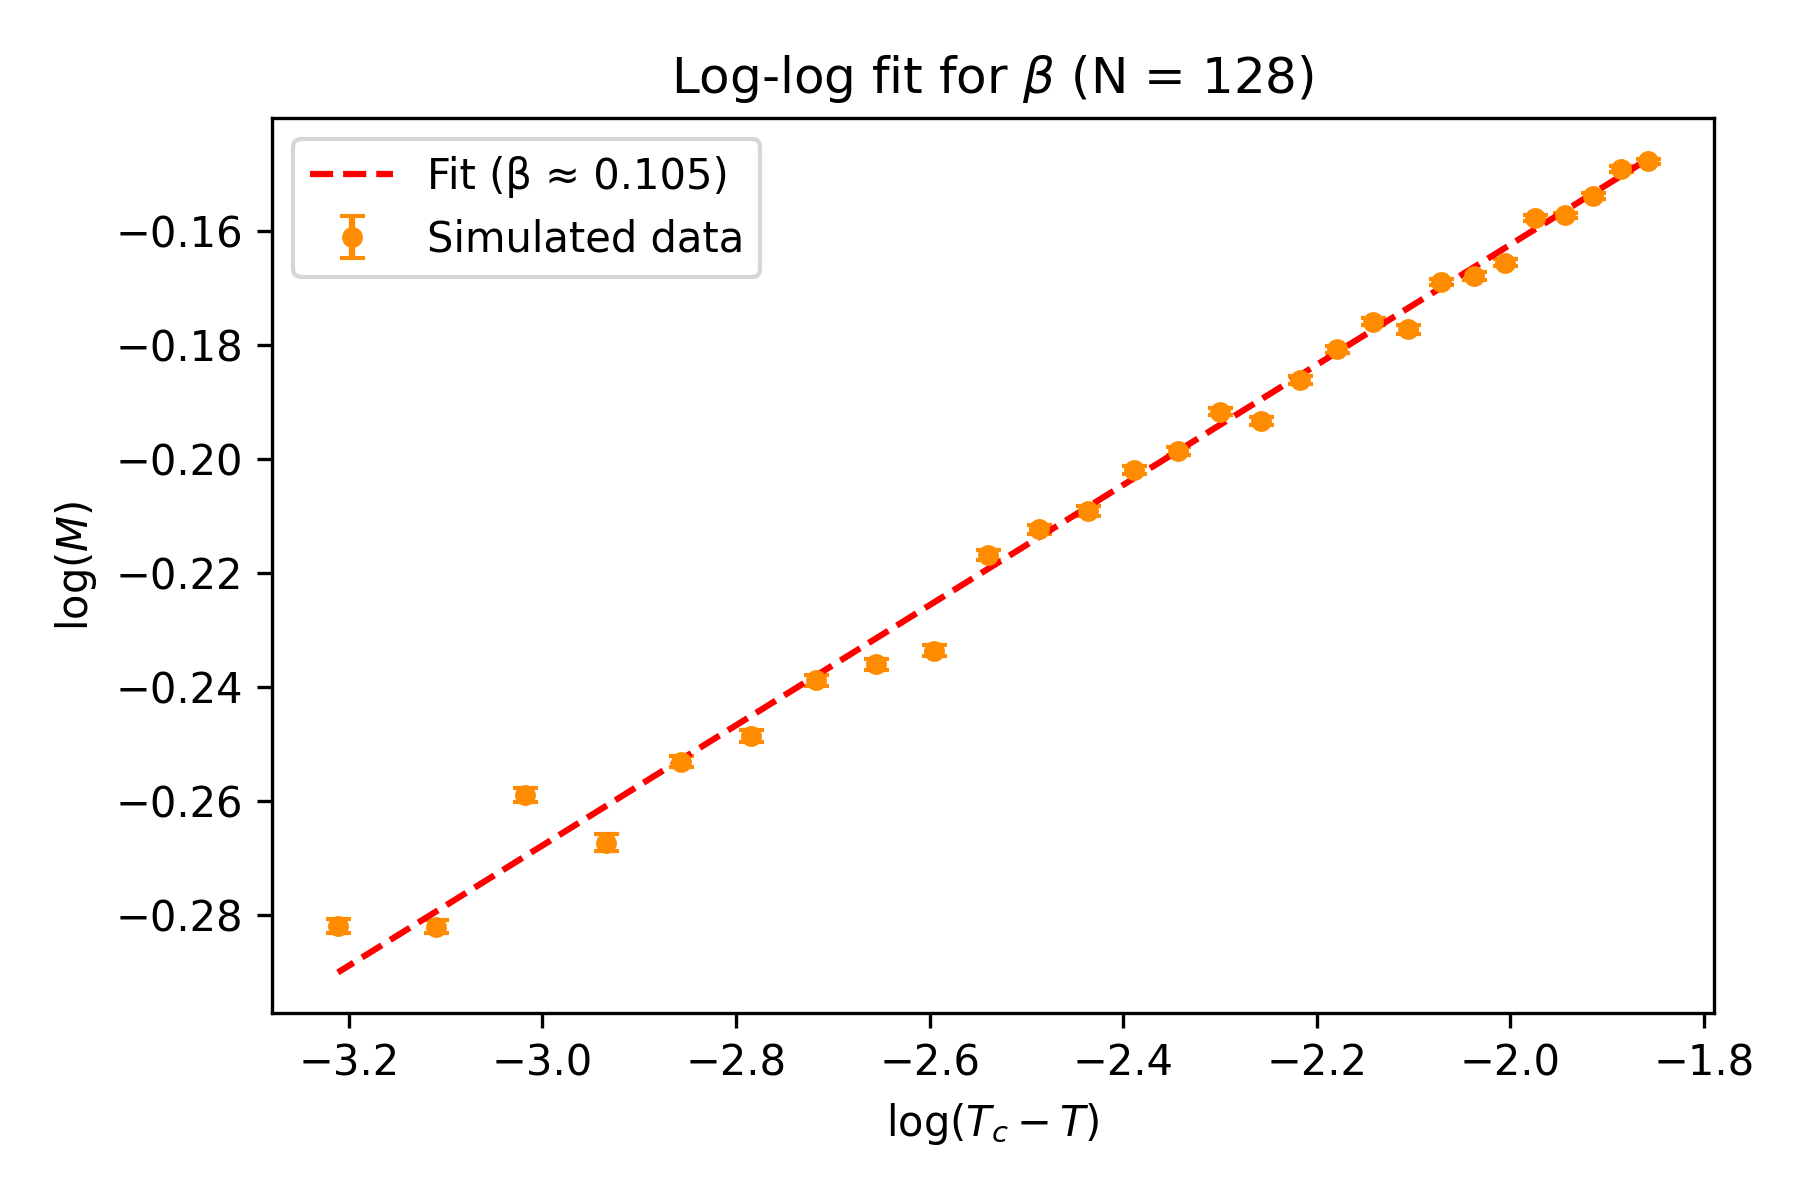 Log-log fit for β (N = 128)
Fit (β ≈ 0.105)
Simulated data
log(M)
−0.16
−0.18
−0.20
−0.22
−0.24
−0.26
−0.28
−3.2 −3.0 −2.8 −2.6 −2.4 −2.2 −2.0 −1.8
log(T_c − T)